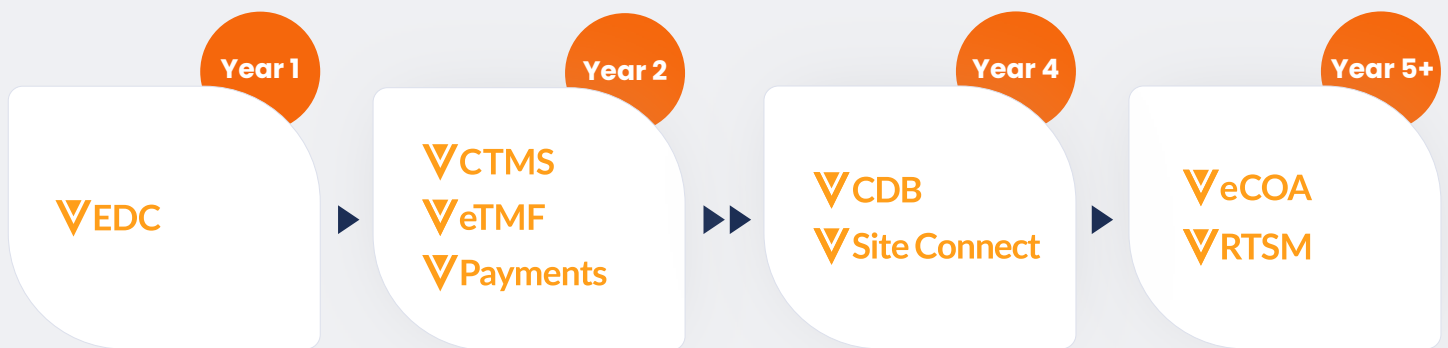 Year 1
EDC
Year 2
CTMS
eTMF
Payments
Year 4
CDB
Site Connect
Year 5+
eCOA
RTSM